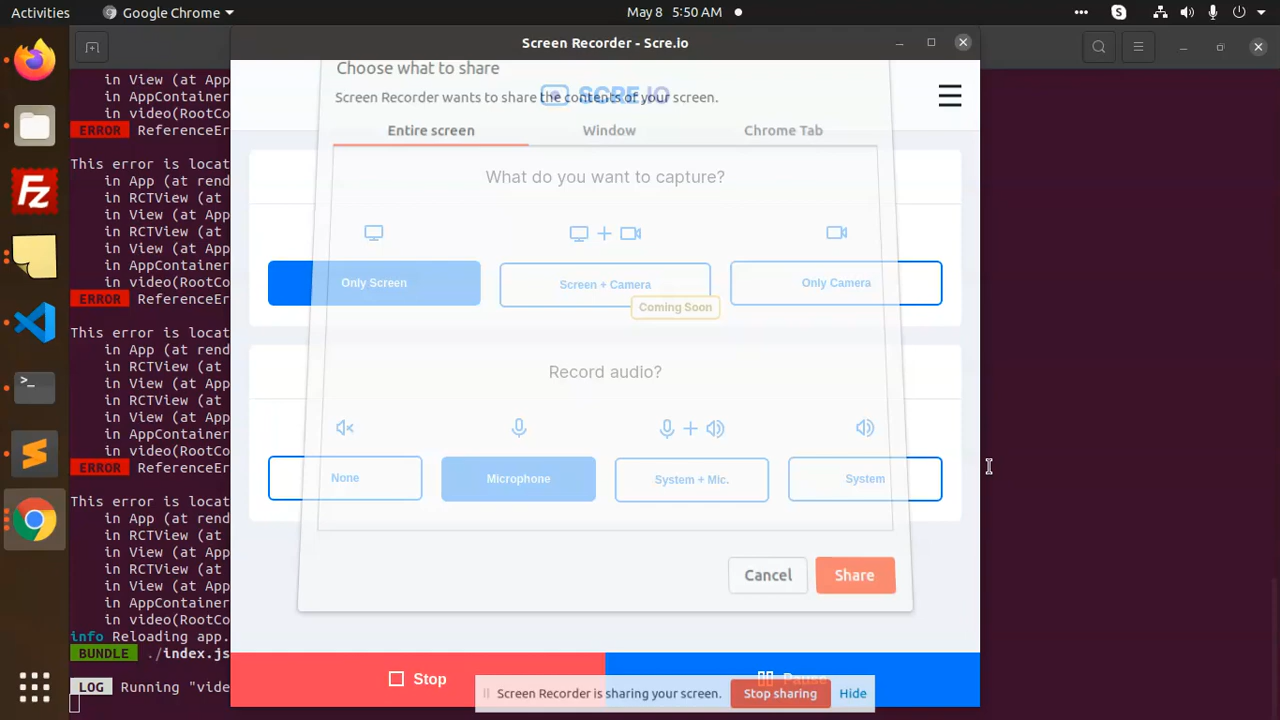 Activities
Google Chrome
May 8 5:50 AM
Screen Recorder - Scre.io
in View (at App
in AppContainer
in video(RootCo
ERROR ReferenceEr
This error is locat
in App (at rend
in RCTView (at
in View (at App
in RCTView (at
in View (at App
in AppContainer
in video(RootCo
ERROR ReferenceEr
This error is locat
in App (at rend
in RCTView (at
in View (at App
in RCTView (at
in View (at App
in AppContainer
in video(RootCo
ERROR ReferenceEr
This error is locat
in App (at rend
in RCTView (at
in View (at App
in RCTView (at
in View (at App
in AppContainer
in video(RootCo
info Reloading app.
BUNDLE ./index.js
LOG Running "vide
Choose what to share
SCRE.IO
Screen Recorder wants to share the contents of your screen.
Entire screen Window Chrome Tab
What do you want to capture?
Only Screen Screen + Camera Only Camera
Coming Soon
Record audio?
None Microphone System + Mic. System
Cancel Share
Stop Pause
Screen Recorder is sharing your screen. Stop sharing Hide